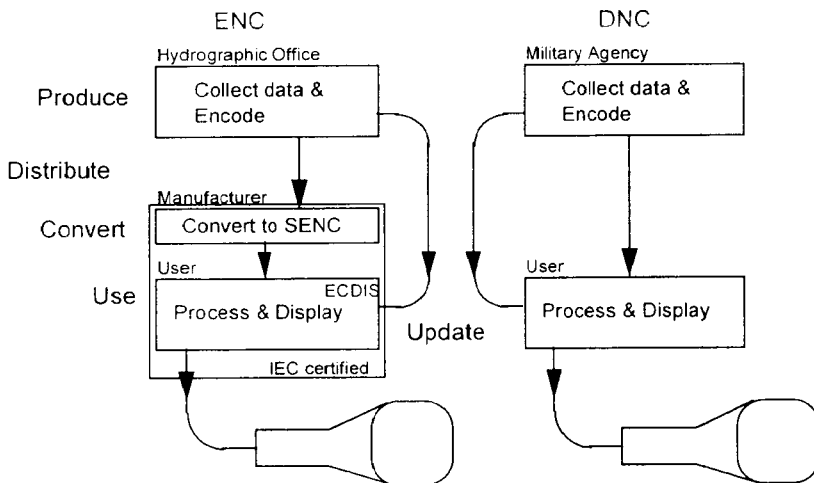 ENC
DNC
Hydrographic Office
Military Agency
Produce
Collect data &
Encode
Collect data &
Encode
Distribute
Manufacturer
Convert
Convert to SENC
User
User
Use
ECDIS
Process & Display
Process & Display
Update
IEC certified